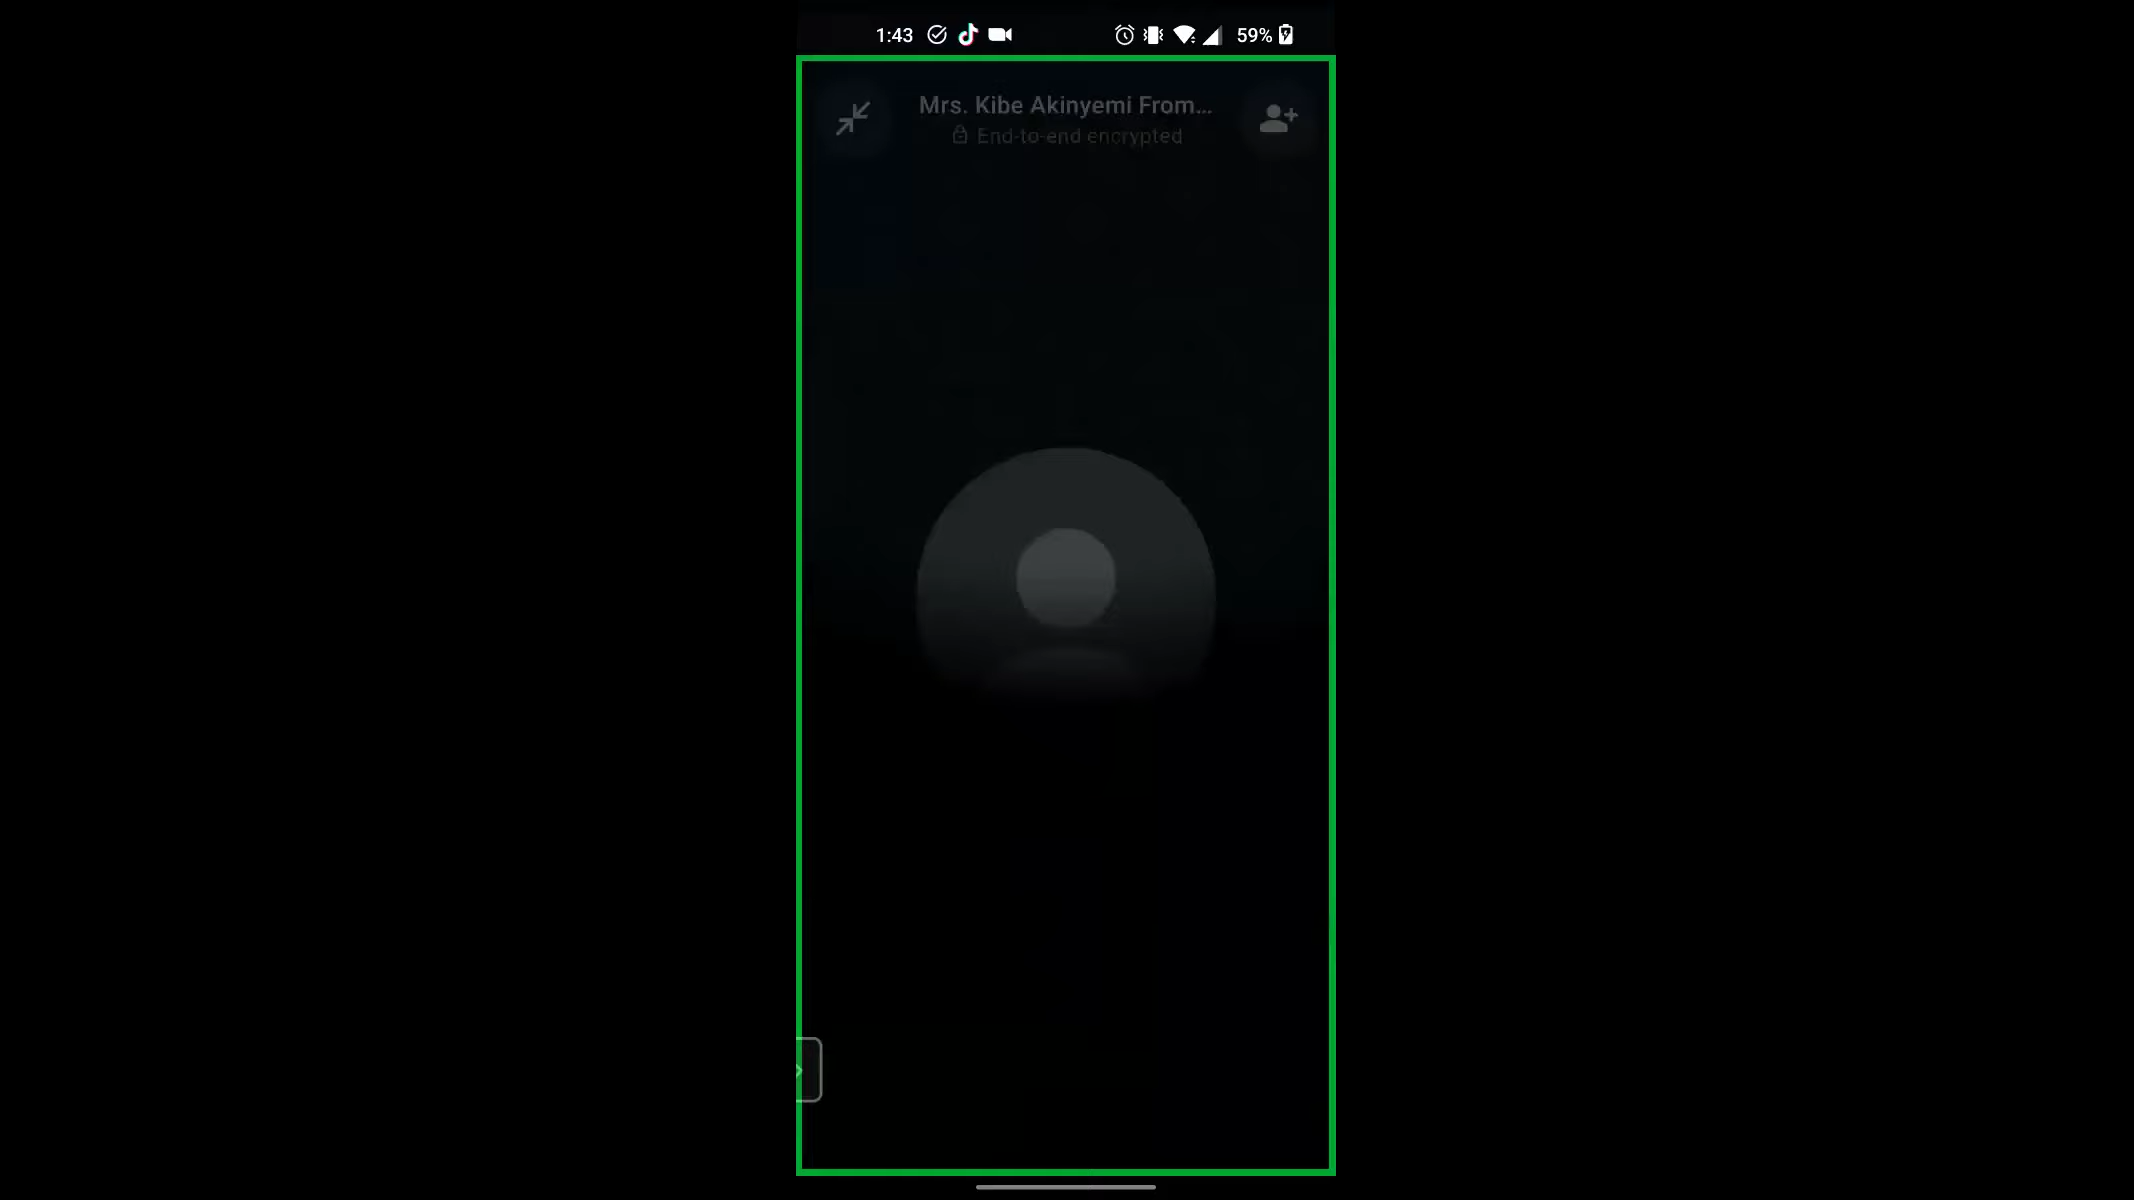 1:43 59%
Mrs. Kibe Akinyemi From...
End-to-end encrypted